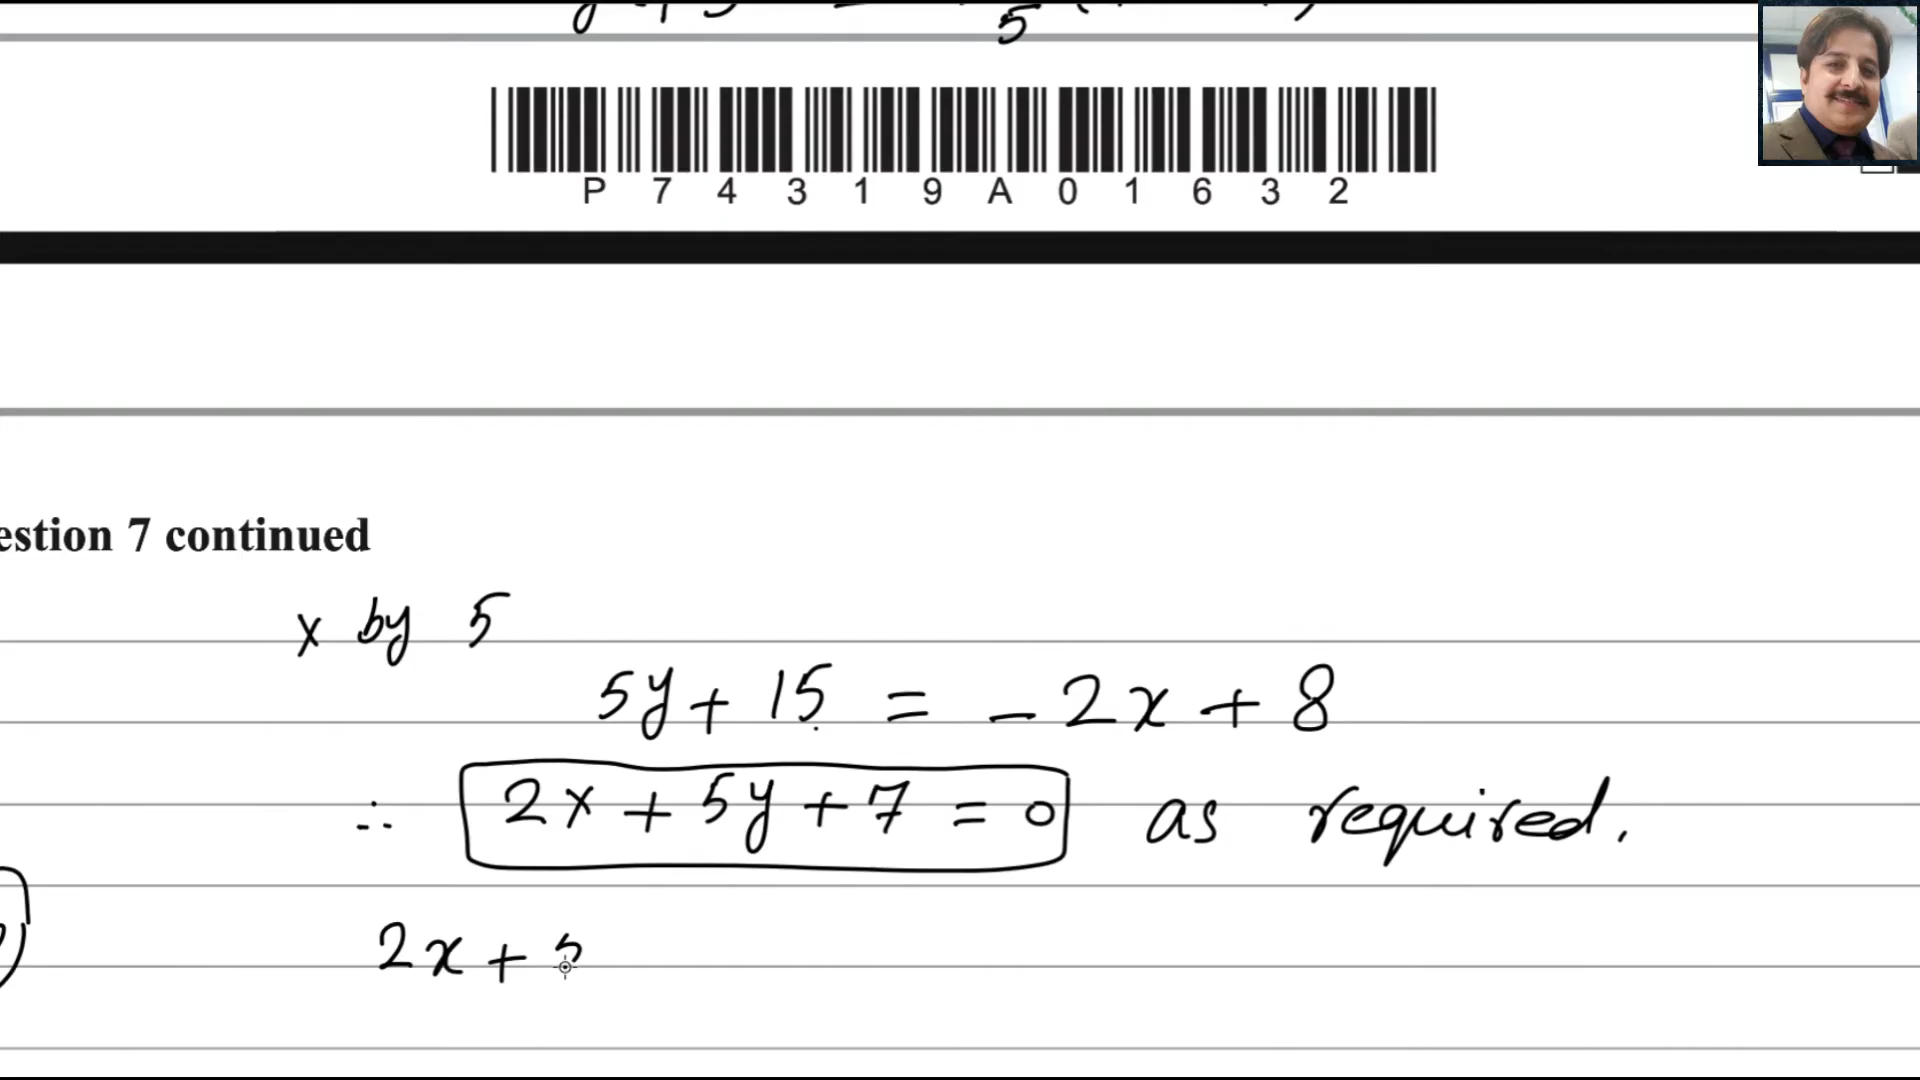 5
P 7 4 3 1 9 A 0 1 6 3 2
estion 7 continued
x by 5
5y + 15 = - 2x + 8
∴ 2x + 5y + 7 = 0 as required.
2x +